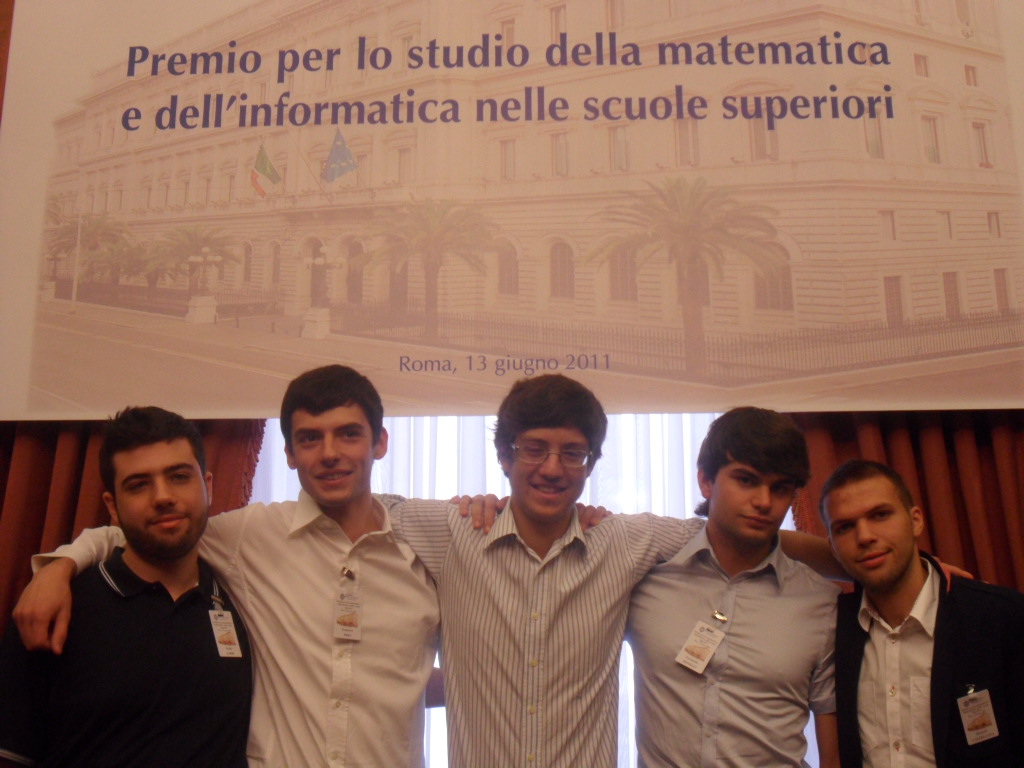 Premio per lo studio della matematica
e dell'informatica nelle scuole superiori
Roma, 13 giugno 2011